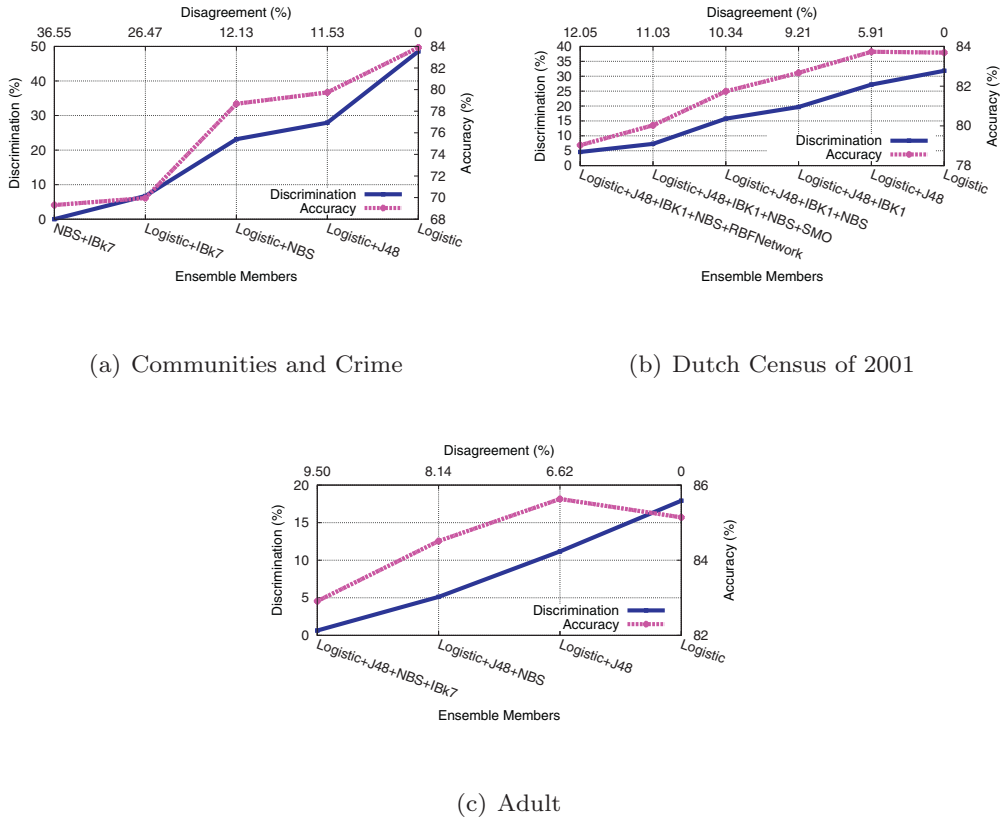 Disagreement (%)
36.55 26.47 12.13 11.53 0
50
40
30
20
10
0
Discrimination (%)
84
82
80
78
76
74
72
70
68
Accuracy (%)
Discrimination
Accuracy
NBS+IBk7
Logistic+IBk7
Logistic+NBS
Logistic+J48
Logistic
Ensemble Members
(a) Communities and Crime
Disagreement (%)
12.05 11.03 10.34 9.21 5.91 0
40
35
30
25
20
15
10
5
0
Discrimination (%)
84
82
80
78
Accuracy (%)
Discrimination
Accuracy
Logistic+J48+IBK1+NBS+RBFNetwork
Logistic+J48+IBK1+NBS+SMO
Logistic+J48+IBK1+NBS
Logistic+J48+IBK1
Logistic+J48
Logistic
Ensemble Members
(b) Dutch Census of 2001
Disagreement (%)
9.50 8.14 6.62 0
20
15
10
5
0
Discrimination (%)
86
84
82
Accuracy (%)
Discrimination
Accuracy
Logistic+J48+NBS+IBk7
Logistic+J48+NBS
Logistic+J48
Logistic
Ensemble Members
(c) Adult